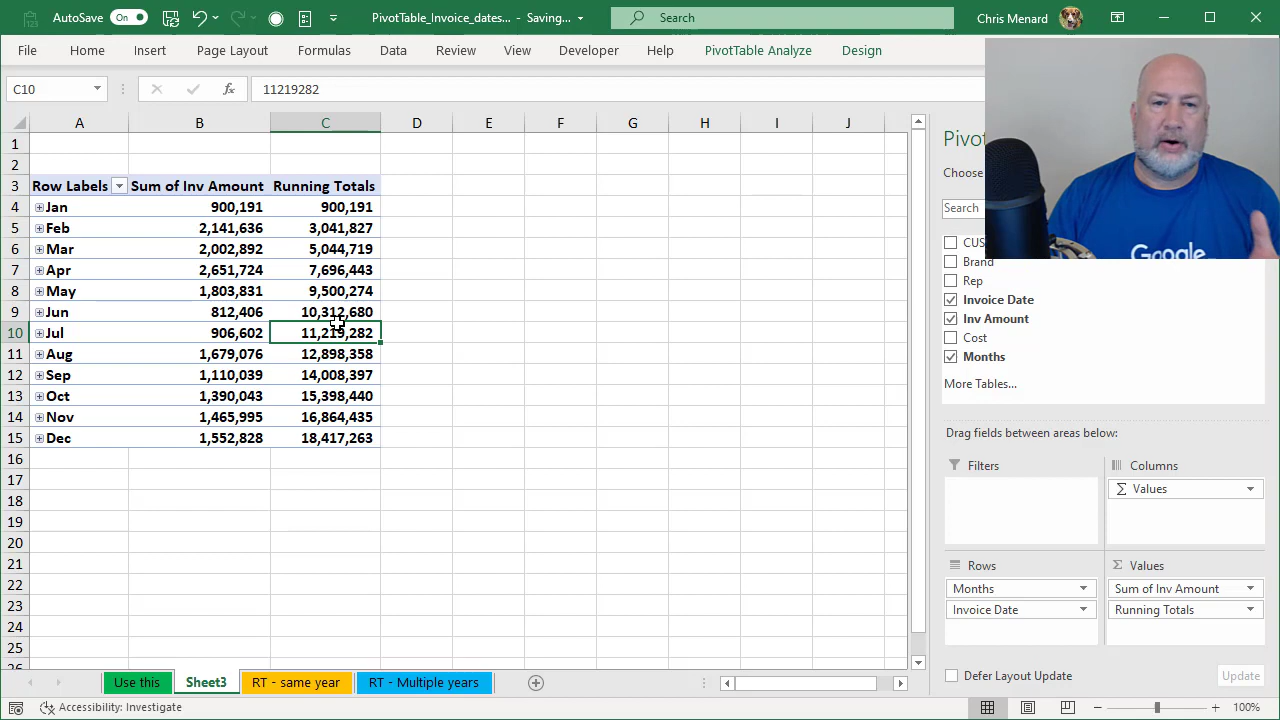 AutoSave On PivotTable_Invoice_dates... - Saving... Search Chris Menard
File Home Insert Page Layout Formulas Data Review View Developer Help PivotTable Analyze Design
C10 fx 11219282
A B C D E F G H I J
1
2
3 Row Labels Sum of Inv Amount Running Totals
4 Jan 900,191 900,191
5 Feb 2,141,636 3,041,827
6 Mar 2,002,892 5,044,719
7 Apr 2,651,724 7,696,443
8 May 1,803,831 9,500,274
9 Jun 812,406 10,312,680
10 Jul 906,602 11,219,282
11 Aug 1,679,076 12,898,358
12 Sep 1,110,039 14,008,397
13 Oct 1,390,043 15,398,440
14 Nov 1,465,995 16,864,435
15 Dec 1,552,828 18,417,263
16
17
18
19
20
21
22
23
24
25
Use this Sheet3 RT - same year RT - Multiple years
Accessibility: Investigate 100%
Pivot
Choose
Search
CUS
Brand
Rep
Invoice Date
Inv Amount
Cost
Months
More Tables...
Drag fields between areas below:
Filters Columns
Values
Rows Values
Months Sum of Inv Amount
Invoice Date Running Totals
Defer Layout Update Update
Google